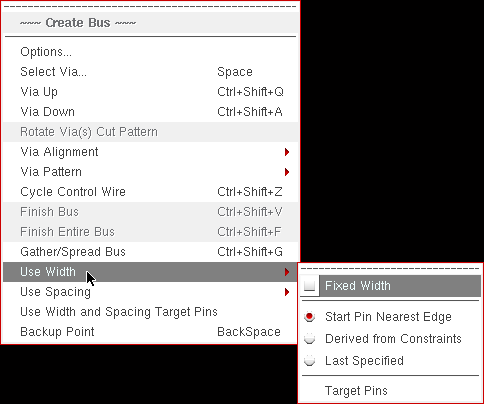 ~~~ Create Bus ~~~
Options...
Select Via... Space
Via Up Ctrl+Shift+Q
Via Down Ctrl+Shift+A
Rotate Via(s) Cut Pattern
Via Alignment
Via Pattern
Cycle Control Wire Ctrl+Shift+Z
Finish Bus Ctrl+Shift+V
Finish Entire Bus Ctrl+Shift+F
Gather/Spread Bus Ctrl+Shift+G
Use Width
Use Spacing
Use Width and Spacing Target Pins
Backup Point BackSpace
Fixed Width
Start Pin Nearest Edge
Derived from Constraints
Last Specified
Target Pins